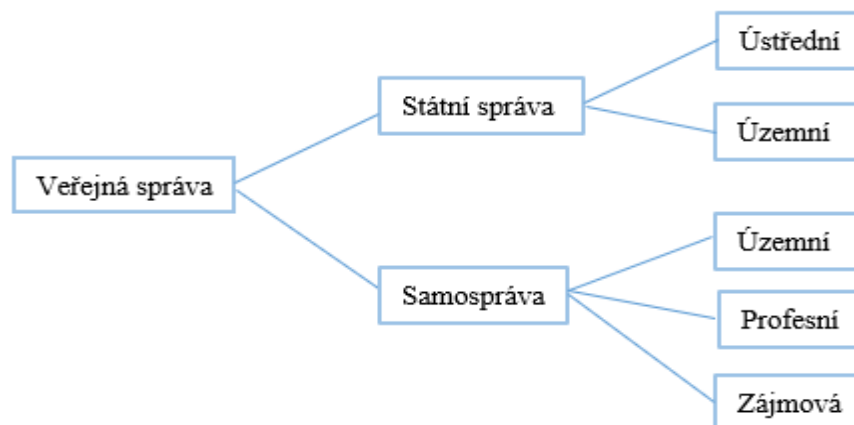 Ústřední
Státní správa
Územní
Veřejná správa
Územní
Samospráva
Profesní
Zájmová